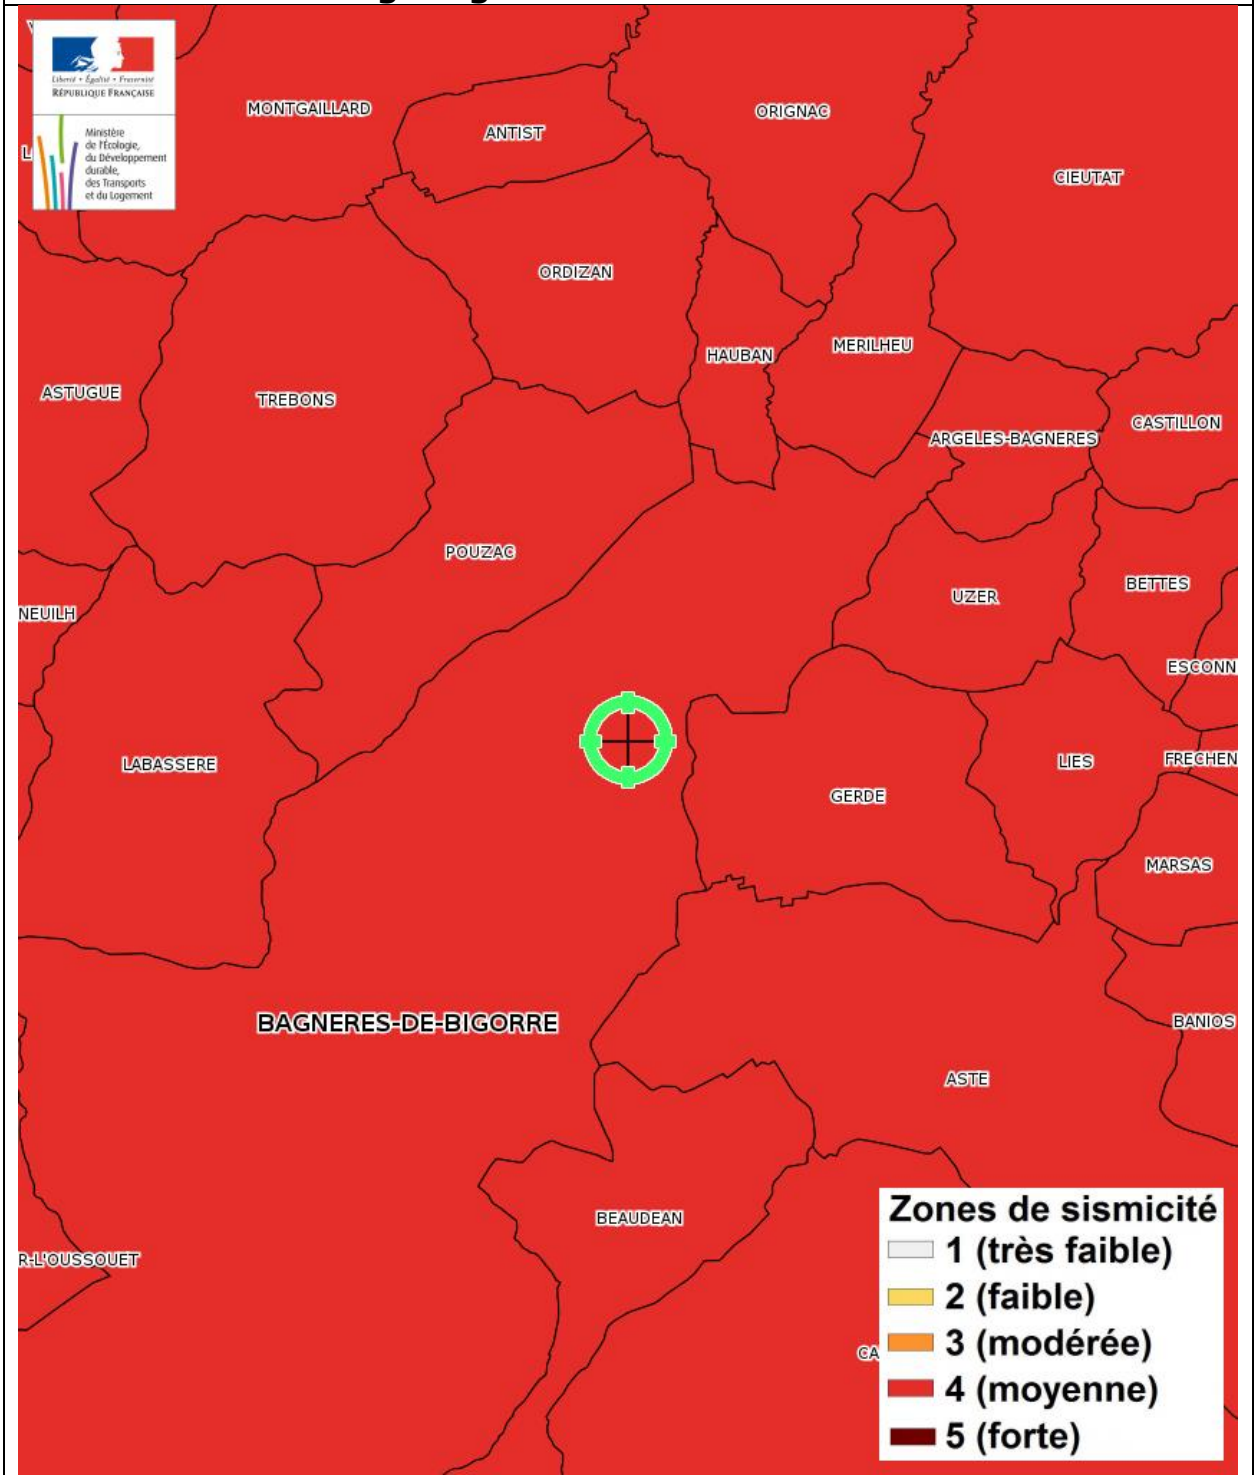 Liberté • Égalité • Fraternité
RÉPUBLIQUE FRANÇAISE
Ministère
de l'Écologie,
du Développement
durable,
des Transports
et du Logement
MONTGAILLARD
ANTIST
ORIGNAC
CIEUTAT
ORDIZAN
HAUBAN
MERILHEU
ASTUGUE
TREBONS
ARGELES-BAGNERES
CASTILLON
POUZAC
UZER
BETTES
NEUILH
ESCONN
LABASSERE
LIES
FRECHEN
GERDE
MARSAS
BAGNERES-DE-BIGORRE
BANIOS
ASTE
BEAUDEAN
R-L'OUSSOUET
CA
Zones de sismicité
1 (très faible)
2 (faible)
3 (modérée)
4 (moyenne)
5 (forte)